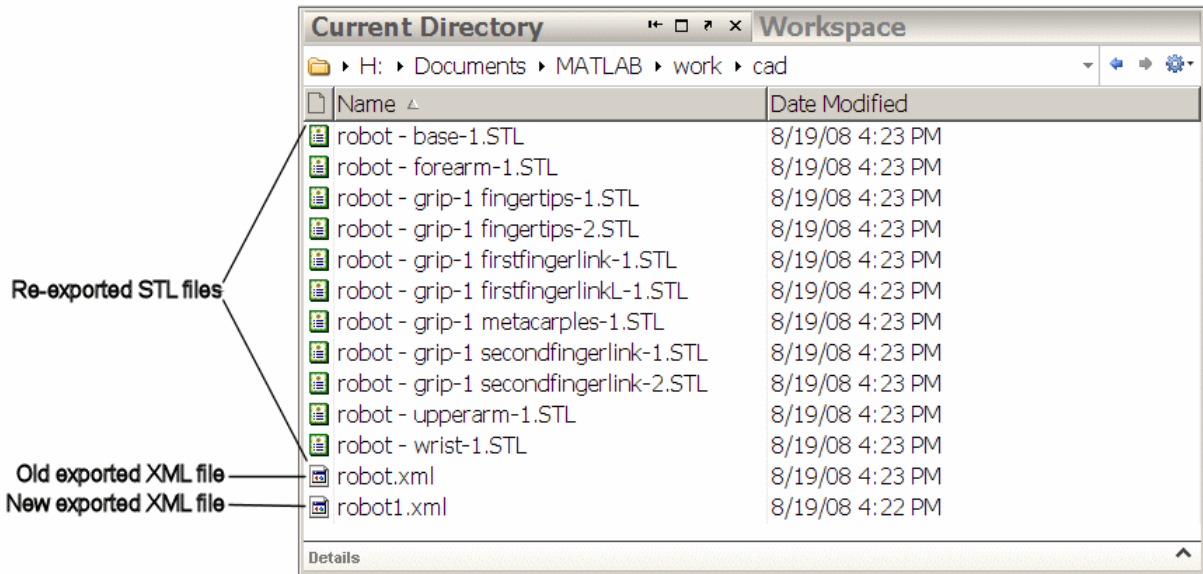 Current Directory Workspace
H: Documents MATLAB work cad
Name Date Modified
robot - base-1.STL 8/19/08 4:23 PM
robot - forearm-1.STL 8/19/08 4:23 PM
robot - grip-1 fingertips-1.STL 8/19/08 4:23 PM
robot - grip-1 fingertips-2.STL 8/19/08 4:23 PM
robot - grip-1 firstfingerlink-1.STL 8/19/08 4:23 PM
Re-exported STL files robot - grip-1 firstfingerlinkL-1.STL 8/19/08 4:23 PM
robot - grip-1 metacarples-1.STL 8/19/08 4:23 PM
robot - grip-1 secondfingerlink-1.STL 8/19/08 4:23 PM
robot - grip-1 secondfingerlink-2.STL 8/19/08 4:23 PM
robot - upperarm-1.STL 8/19/08 4:23 PM
robot - wrist-1.STL 8/19/08 4:23 PM
Old exported XML file robot.xml 8/19/08 4:23 PM
New exported XML file robot1.xml 8/19/08 4:22 PM
Details